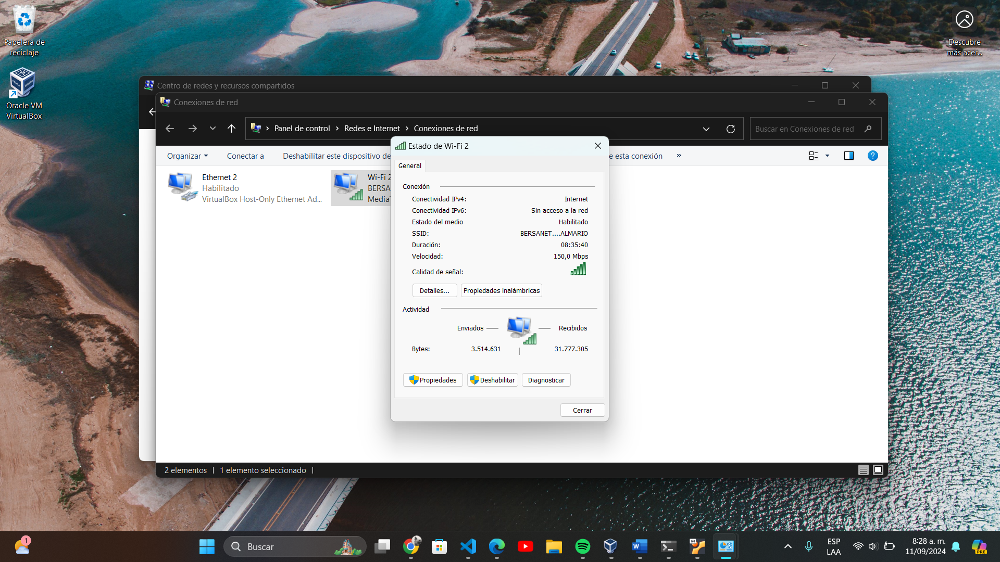 Papelera de
reciclaje
Oracle VM
VirtualBox
Descubre
más acer...
Centro de redes y recursos compartidos
Conexiones de red
Panel de control > Redes e Internet > Conexiones de red
Buscar en Conexiones de red
Organizar
Conectar a
Deshabilitar este dispositivo de
e esta conexión
»
Ethernet 2
Habilitado
VirtualBox Host-Only Ethernet Ad...
Wi-Fi 2
BERSA
Media
Estado de Wi-Fi 2
General
Conexión
Conectividad IPv4: Internet
Conectividad IPv6: Sin acceso a la red
Estado del medio Habilitado
SSID: BERSANET....ALMARIO
Duración: 08:35:40
Velocidad: 150,0 Mbps
Calidad de señal:
Detalles... Propiedades inalámbricas
Actividad
Enviados Recibidos
Bytes: 3.514.631 31.777.305
Propiedades Deshabilitar Diagnosticar
Cerrar
2 elementos
1 elemento seleccionado
1
Buscar
64
ESP
LAA
8:28 a. m.
11/09/2024
PRE